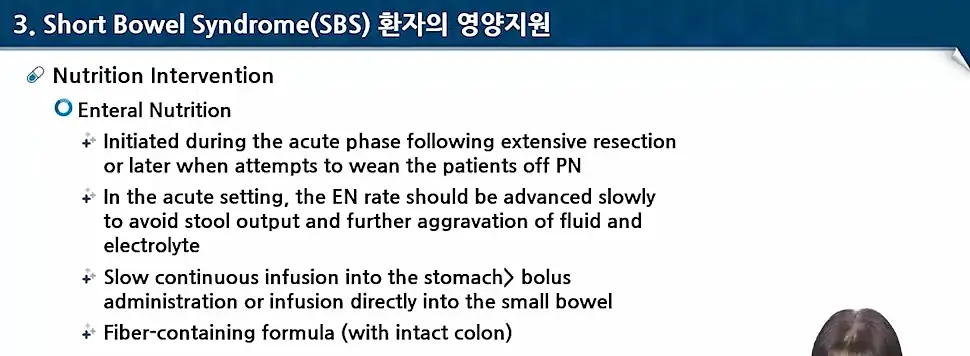 3. Short Bowel Syndrome(SBS) 환자의 영양지원
Nutrition Intervention
Enteral Nutrition
Initiated during the acute phase following extensive resection
or later when attempts to wean the patients off PN
In the acute setting, the EN rate should be advanced slowly
to avoid stool output and further aggravation of fluid and
electrolyte
Slow continuous infusion into the stomach> bolus
administration or infusion directly into the small bowel
Fiber-containing formula (with intact colon)